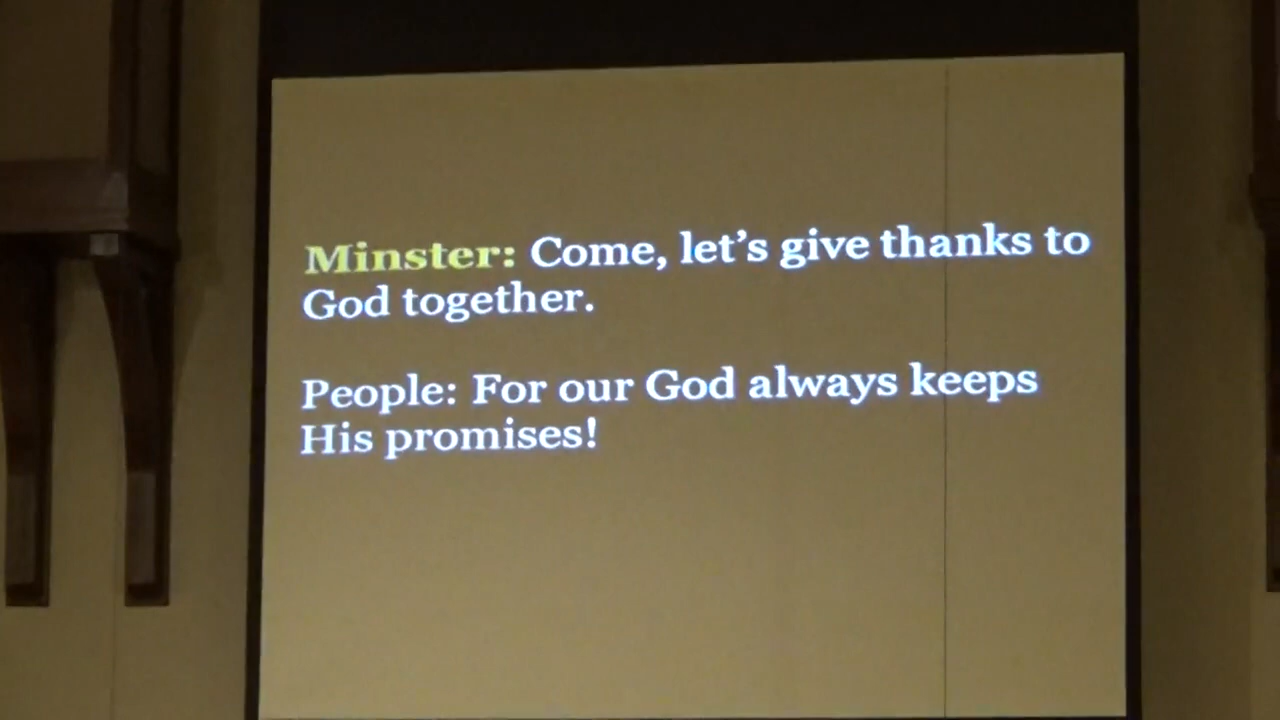 Minster: Come, let's give thanks to
God together.
People: For our God always keeps
His promises!